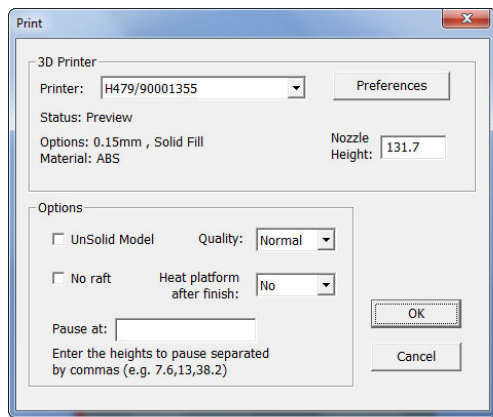 Print
3D Printer
Printer: H479/90001355 Preferences
Status: Preview
Options: 0.15mm , Solid Fill
Material: ABS
Nozzle
Height: 131.7
Options
UnSolid Model Quality: Normal
No raft Heat platform
after finish: No
Pause at:
Enter the heights to pause separated
by commas (e.g. 7.6,13,38.2)
OK
Cancel